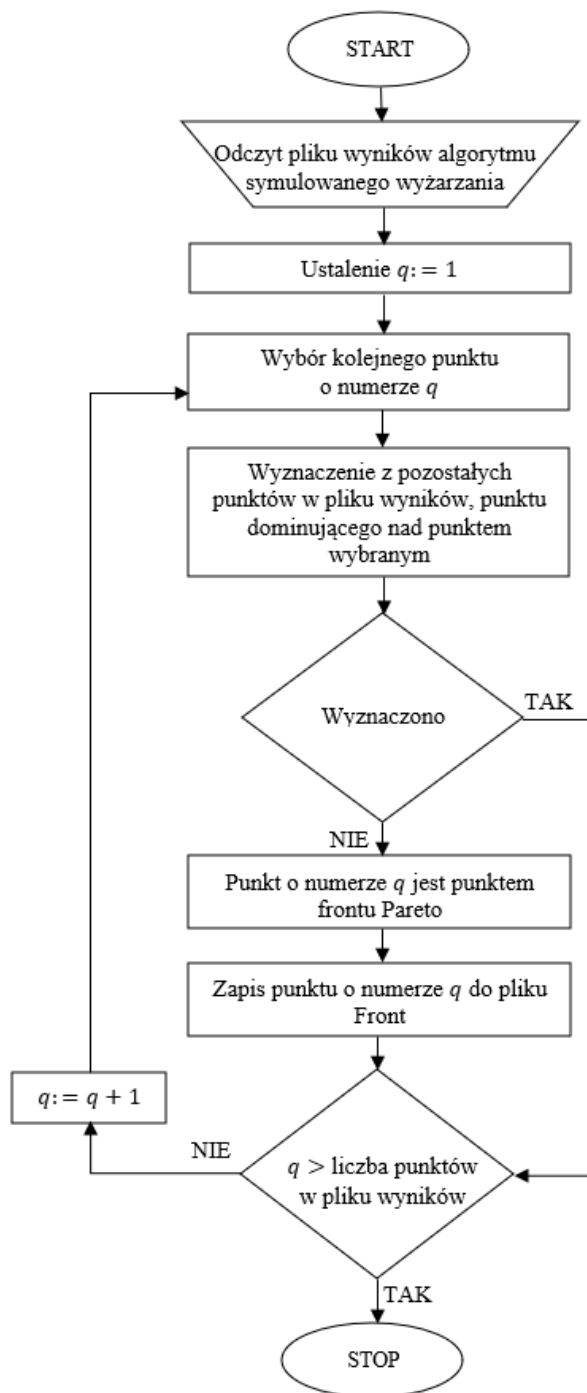 START
Odczyt pliku wyników algorytmu
symulowanego wyżarzania
Ustalenie q:= 1
Wybór kolejnego punktu
o numerze q
Wyznaczenie z pozostałych
punktów w pliku wyników, punktu
dominującego nad punktem
wybranym
Wyznaczono
TAK
NIE
Punkt o numerze q jest punktem
frontu Pareto
Zapis punktu o numerze q do pliku
Front
q:= q + 1
NIE
q > liczba punktów
w pliku wyników
TAK
STOP